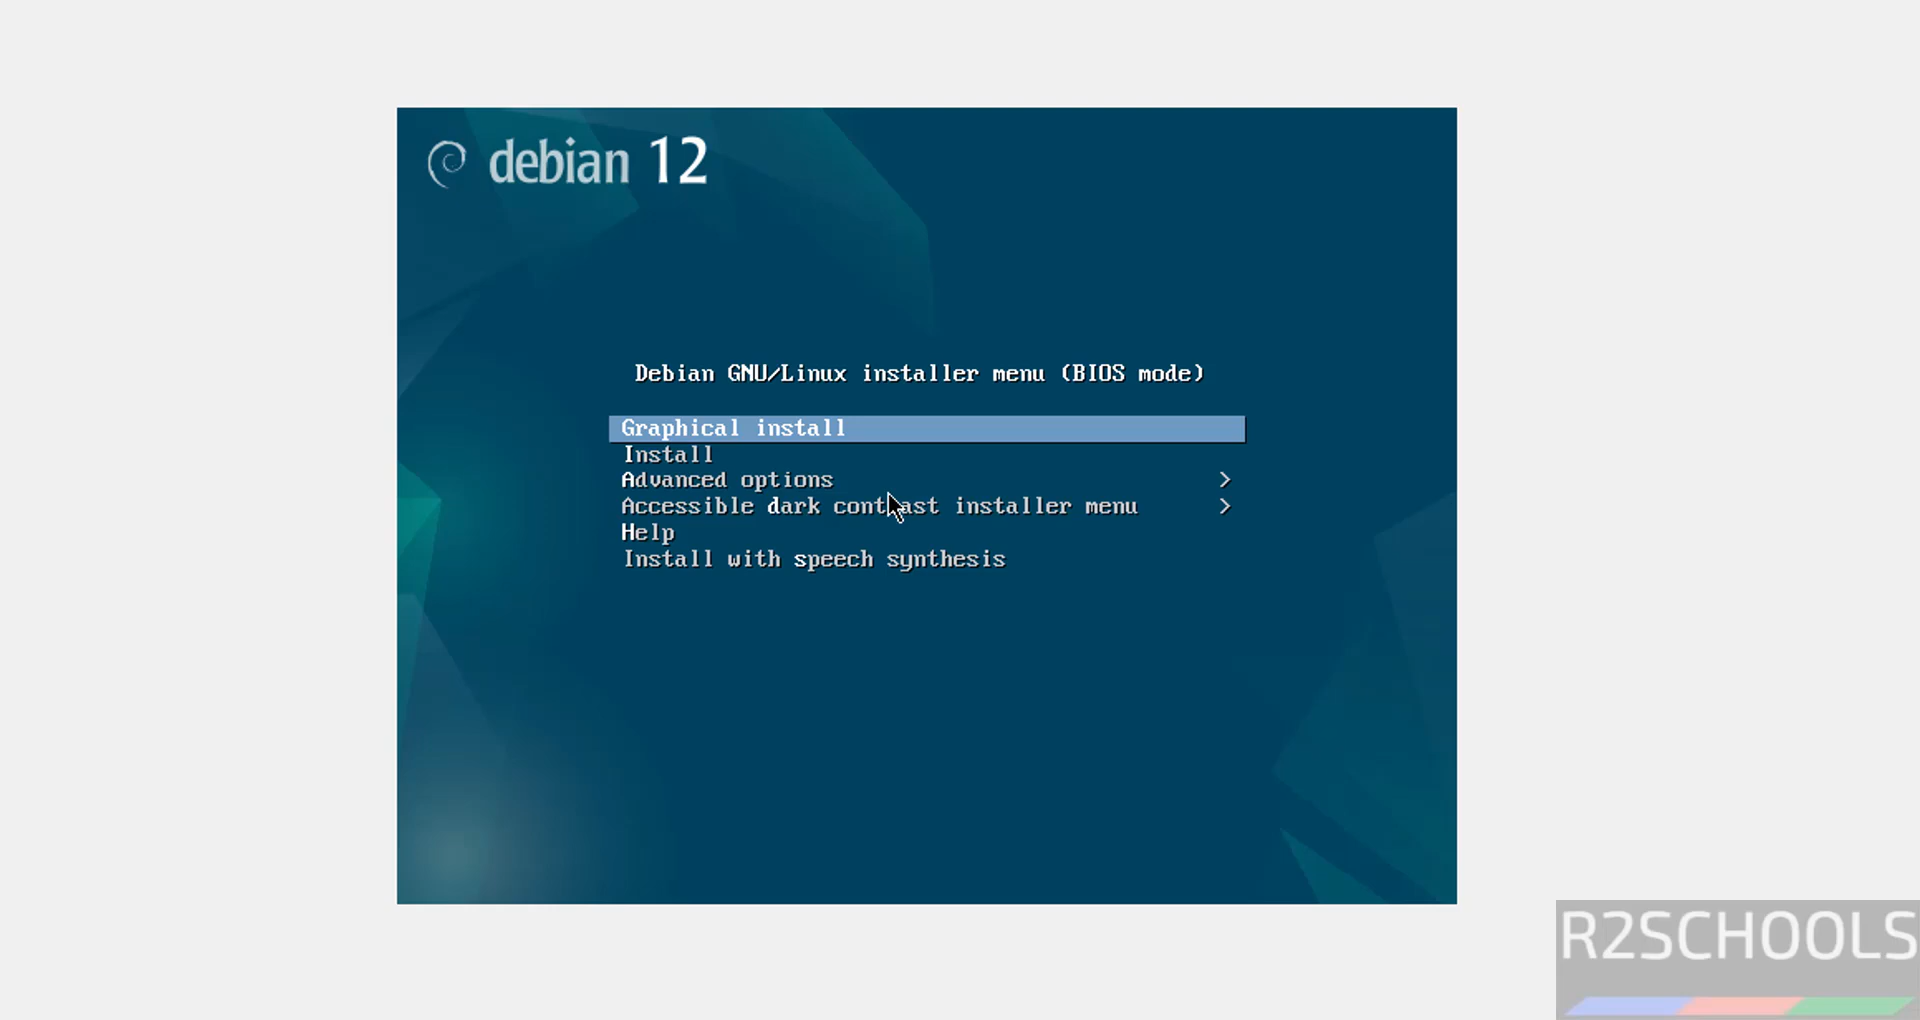 debian 12
Debian GNU/Linux installer menu (BIOS mode)
Graphical install
Install
Advanced options >
Accessible dark contrast installer menu >
Help
Install with speech synthesis
R2SCHOOLS